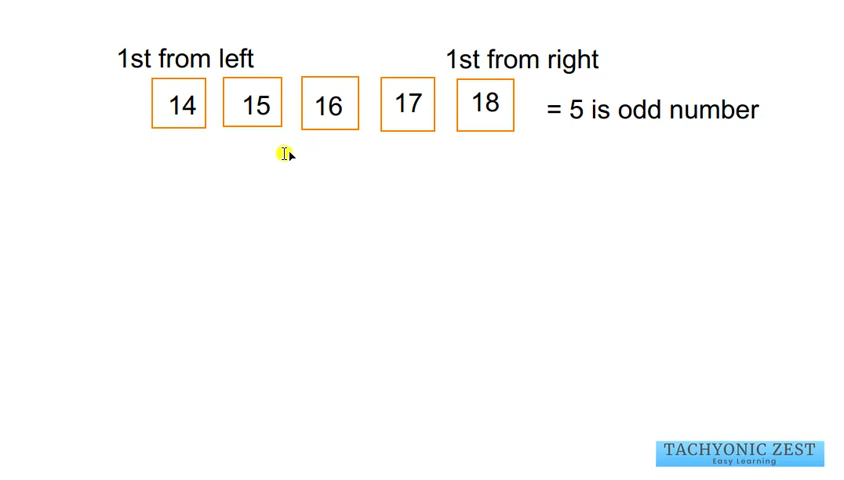 1st from left 1st from right
14 15 16 17 18 = 5 is odd number
TACHYONIC ZEST
Easy Learning